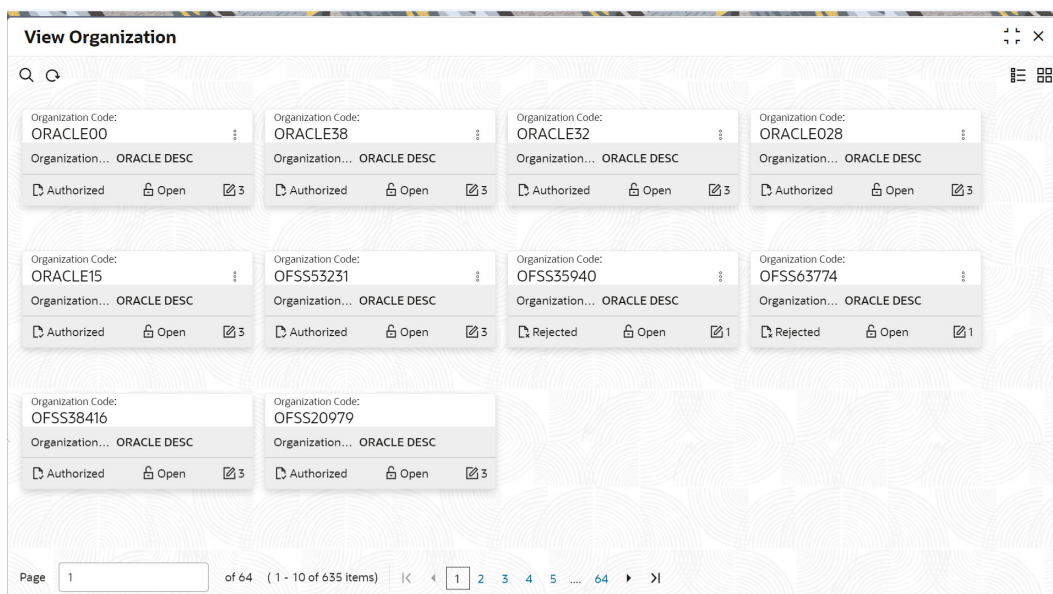 View Organization
Organization Code: Organization Code: Organization Code: Organization Code:
ORACLE00 ORACLE38 ORACLE32 ORACLE028
Organization... ORACLE DESC Organization... ORACLE DESC Organization... ORACLE DESC Organization... ORACLE DESC
Authorized Open 3 Authorized Open 3 Authorized Open 3 Authorized Open 3
Organization Code: Organization Code: Organization Code: Organization Code:
ORACLE15 OFSS53231 OFSS35940 OFSS63774
Organization... ORACLE DESC Organization... ORACLE DESC Organization... ORACLE DESC Organization... ORACLE DESC
Authorized Open 3 Authorized Open 3 Rejected Open 1 Rejected Open 1
Organization Code: Organization Code:
OFSS38416 OFSS20979
Organization... ORACLE DESC Organization... ORACLE DESC
Authorized Open 3 Authorized Open 3
Page 1 of 64 (1 - 10 of 635 items) 1 2 3 4 5 .... 64